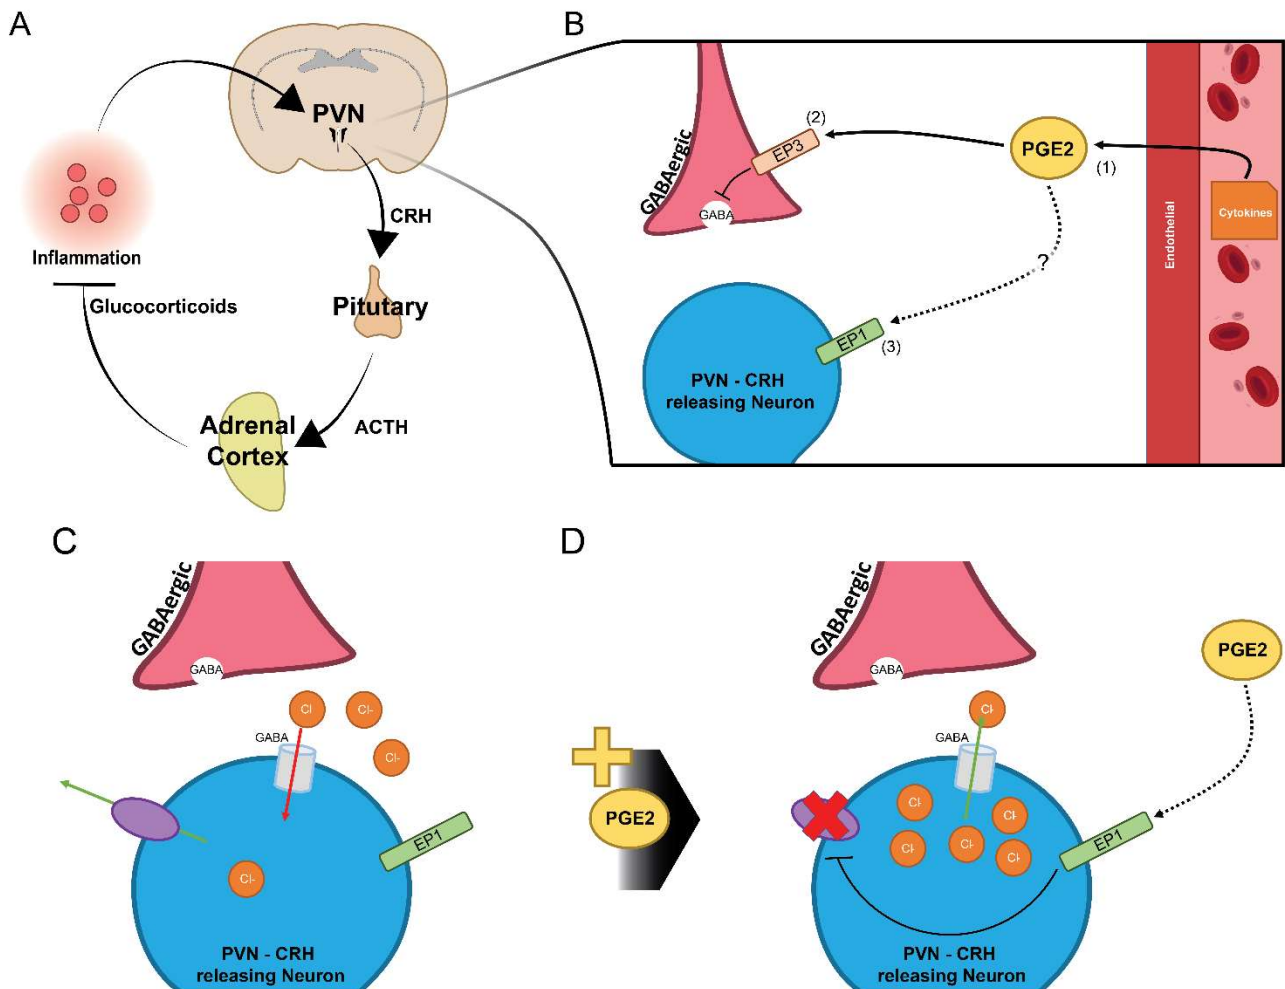 A
PVN
CRH
Inflammation
Glucocorticoids
Pitutary
ACTH
Adrenal
Cortex
B
GABAergic
(2)
EP3
GABA
PGE2
(1)
Cytokines
Endothelial
?
EP1
(3)
PVN - CRH
releasing Neuron
C
GABAergic
GABA
Cl-
Cl-
Cl-
GABA
EP1
Cl-
PVN - CRH
releasing Neuron
D
PGE2
GABAergic
GABA
Cl-
GABA
Cl-
Cl-
Cl-
Cl-
Cl-
EP1
PGE2
PVN - CRH
releasing Neuron